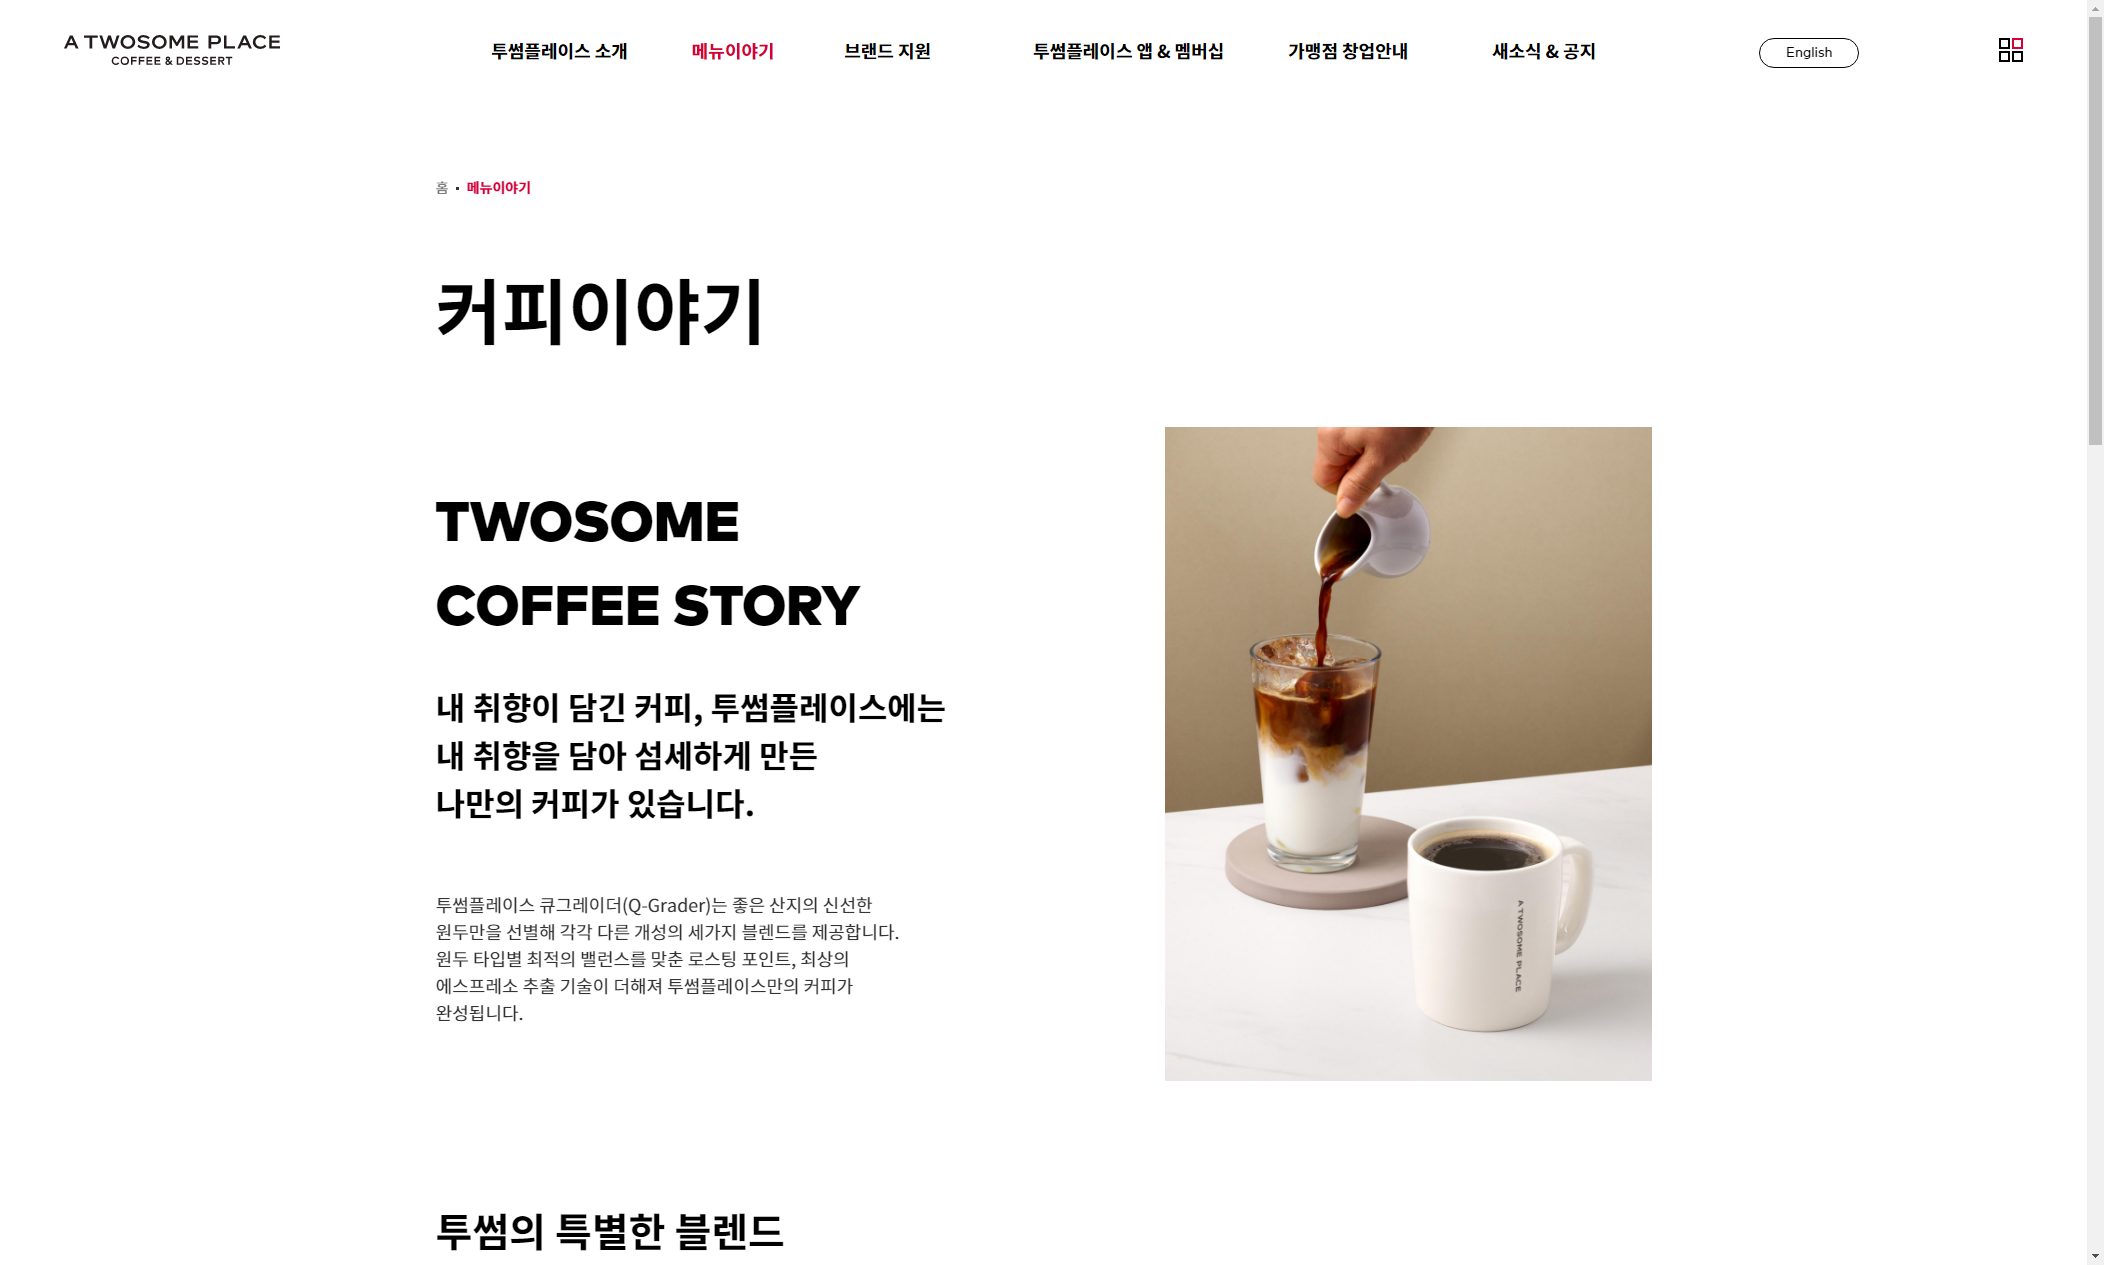 A TWOSOME PLACE
COFFEE & DESSERT
투썸플레이스 소개
메뉴이야기
브랜드 지원
투썸플레이스 앱 & 멤버십
가맹점 창업안내
새소식 & 공지
English
홈 • 메뉴이야기
커피이야기
TWOSOME
COFFEE STORY
내 취향이 담긴 커피, 투썸플레이스에는
내 취향을 담아 섬세하게 만든
나만의 커피가 있습니다.
투썸플레이스 큐그레이더(Q-Grader)는 좋은 산지의 신선한
원두만을 선별해 각각 다른 개성의 세가지 블렌드를 제공합니다.
원두 타입별 최적의 밸런스를 맞춘 로스팅 포인트, 최상의
에스프레소 추출 기술이 더해져 투썸플레이스만의 커피가
완성됩니다.
A TWOSOME PLACE
투썸의 특별한 블렌드